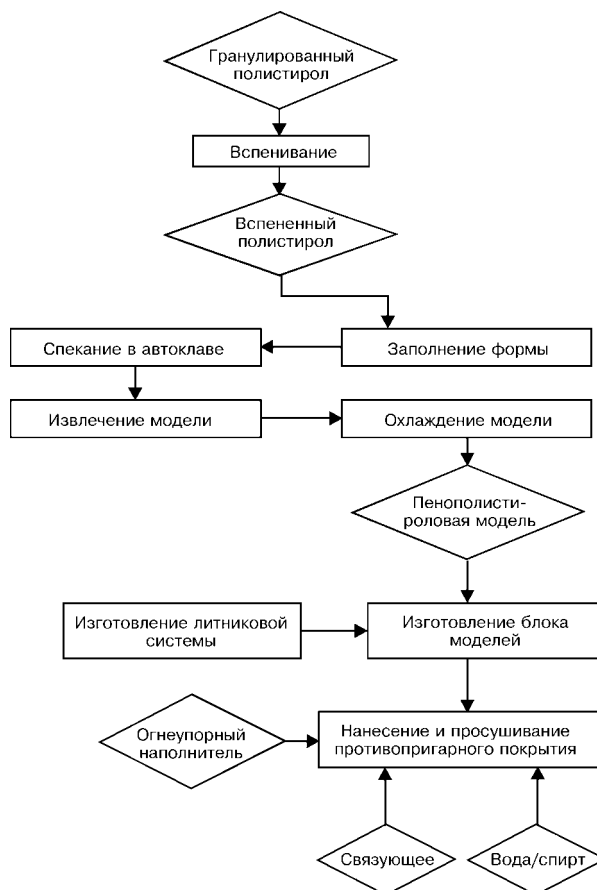 Гранулированный
полистирол
Вспенивание
Вспененный
полистирол
Спекание в автоклаве
Заполнение формы
Извлечение модели
Охлаждение модели
Пенополисти-
роловая модель
Изготовление литниковой
системы
Изготовление блока
моделей
Огнеупорный
наполнитель
Нанесение и просушивание
противопригарного покрытия
Связующее
Вода/спирт